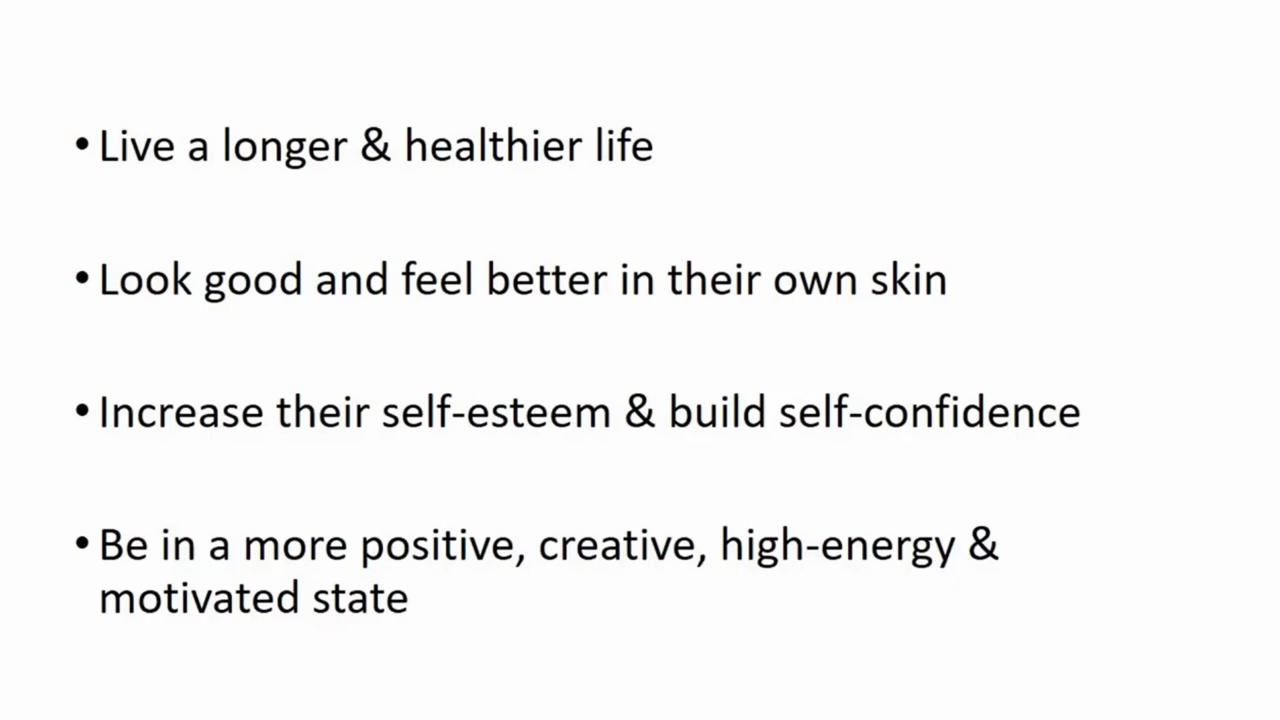 • Live a longer & healthier life
• Look good and feel better in their own skin
• Increase their self-esteem & build self-confidence
• Be in a more positive, creative, high-energy &
motivated state